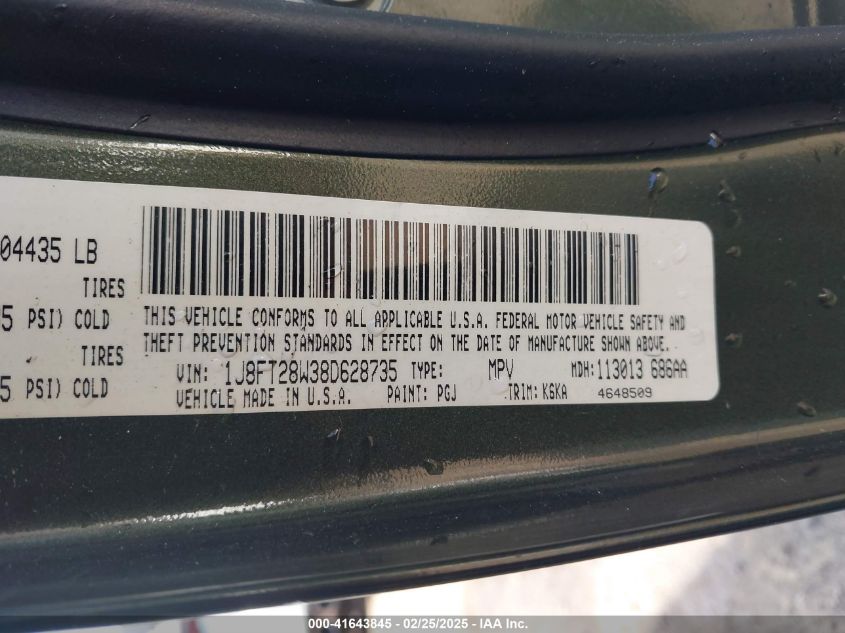 04435 LB
TIRES
5 PSI) COLD
TIRES
5 PSI) COLD
THIS VEHICLE CONFORMS TO ALL APPLICABLE U.S.A. FEDERAL MOTOR VEHICLE SAFETY AND
THEFT PREVENTION STANDARDS IN EFFECT ON THE DATE OF MANUFACTURE SHOWN ABOVE.
VIN: 1J8FT28W38D628735 TYPE: MPV MDH: 113013 686AA
VEHICLE MADE IN U.S.A. PAINT: PGJ TRIM: K6KA 4648509
000-41643845 - 02/25/2025 - IAA Inc.